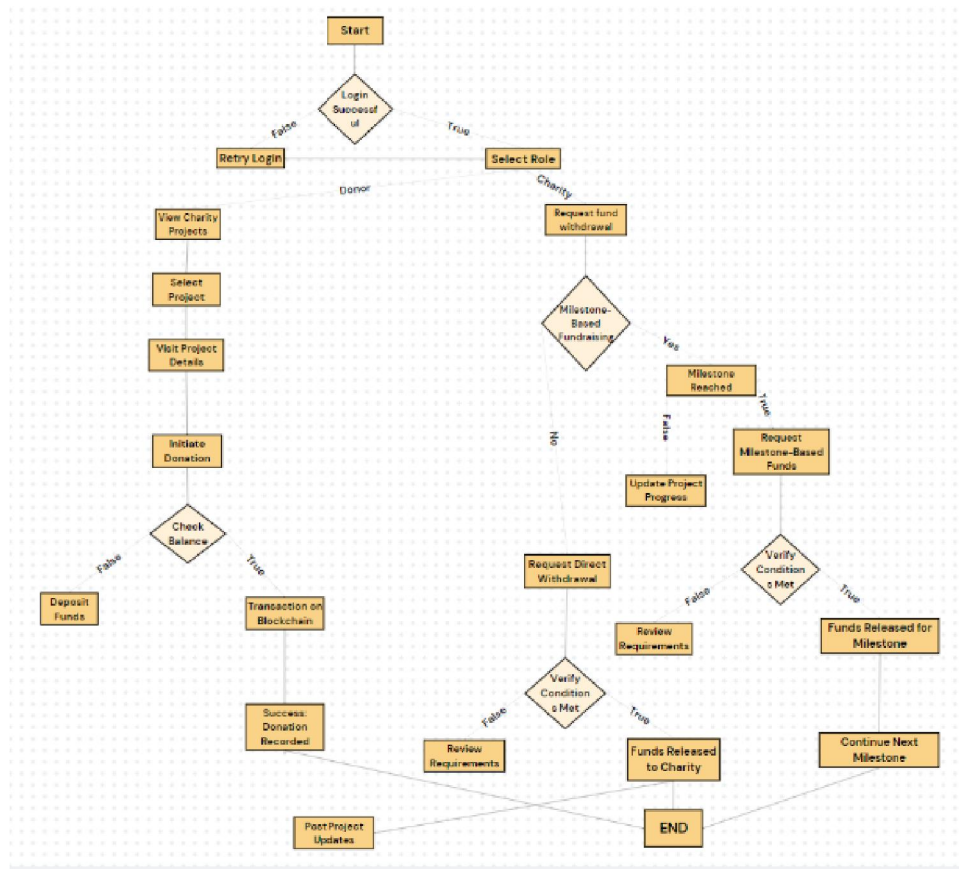 Start
Login
Successf
ul
False
True
Retry Login
Select Role
Donor
Charity
View Charity
Projects
Request fund
withdrawal
Select
Project
Milestone-
Based
Fundraising
Yes
Visit Project
Details
Milestone
Reached
True
False
No
Initiate
Donation
Request
Milestone-Based
Funds
Update Project
Progress
Check
Balance
False
True
Request Direct
Withdrawal
Verify
Condition
s Met
False
True
Deposit
Funds
Transaction on
Blockchain
Review
Requirements
Funds Released for
Milestone
Verify
Condition
s Met
False
True
Success:
Donation
Recorded
Review
Requirements
Funds Released
to Charity
Continue Next
Milestone
Post Project
Updates
END